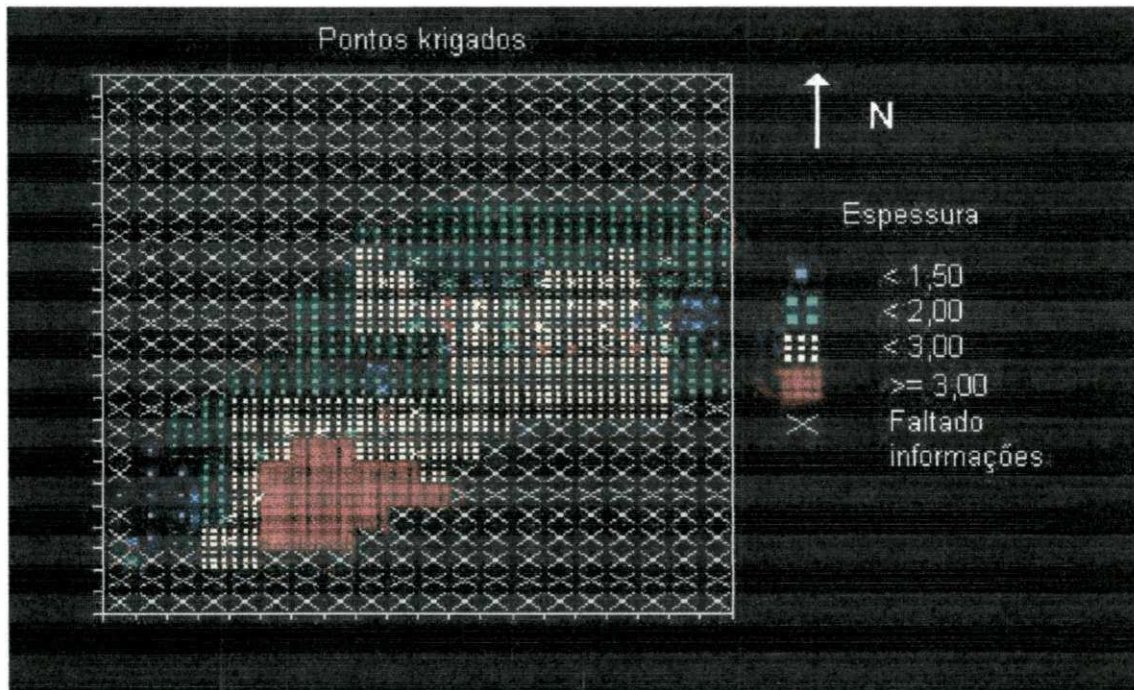 Pontos krigados
N
Espessura
< 1,50
< 2,00
< 3,00
>= 3,00
Faltado
informações